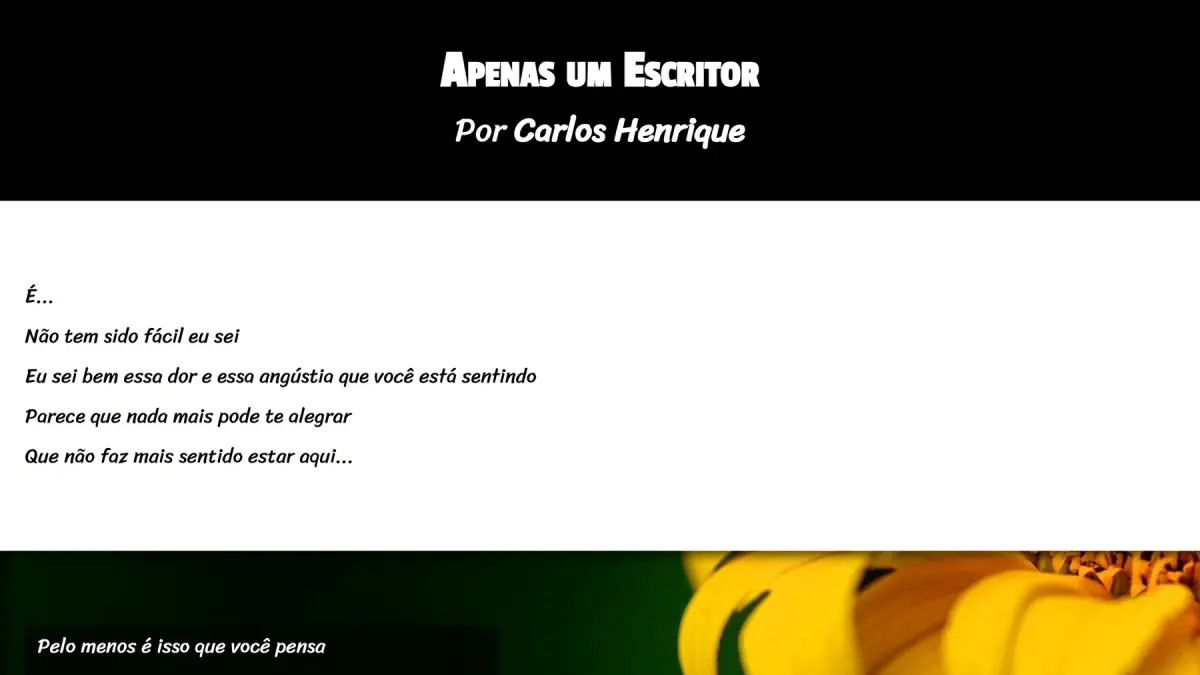 Apenas um Escritor
Por Carlos Henrique
É...
Não tem sido fácil eu sei
Eu sei bem essa dor e essa angústia que você está sentindo
Parece que nada mais pode te alegrar
Que não faz mais sentido estar aqui...
Pelo menos é isso que você pensa